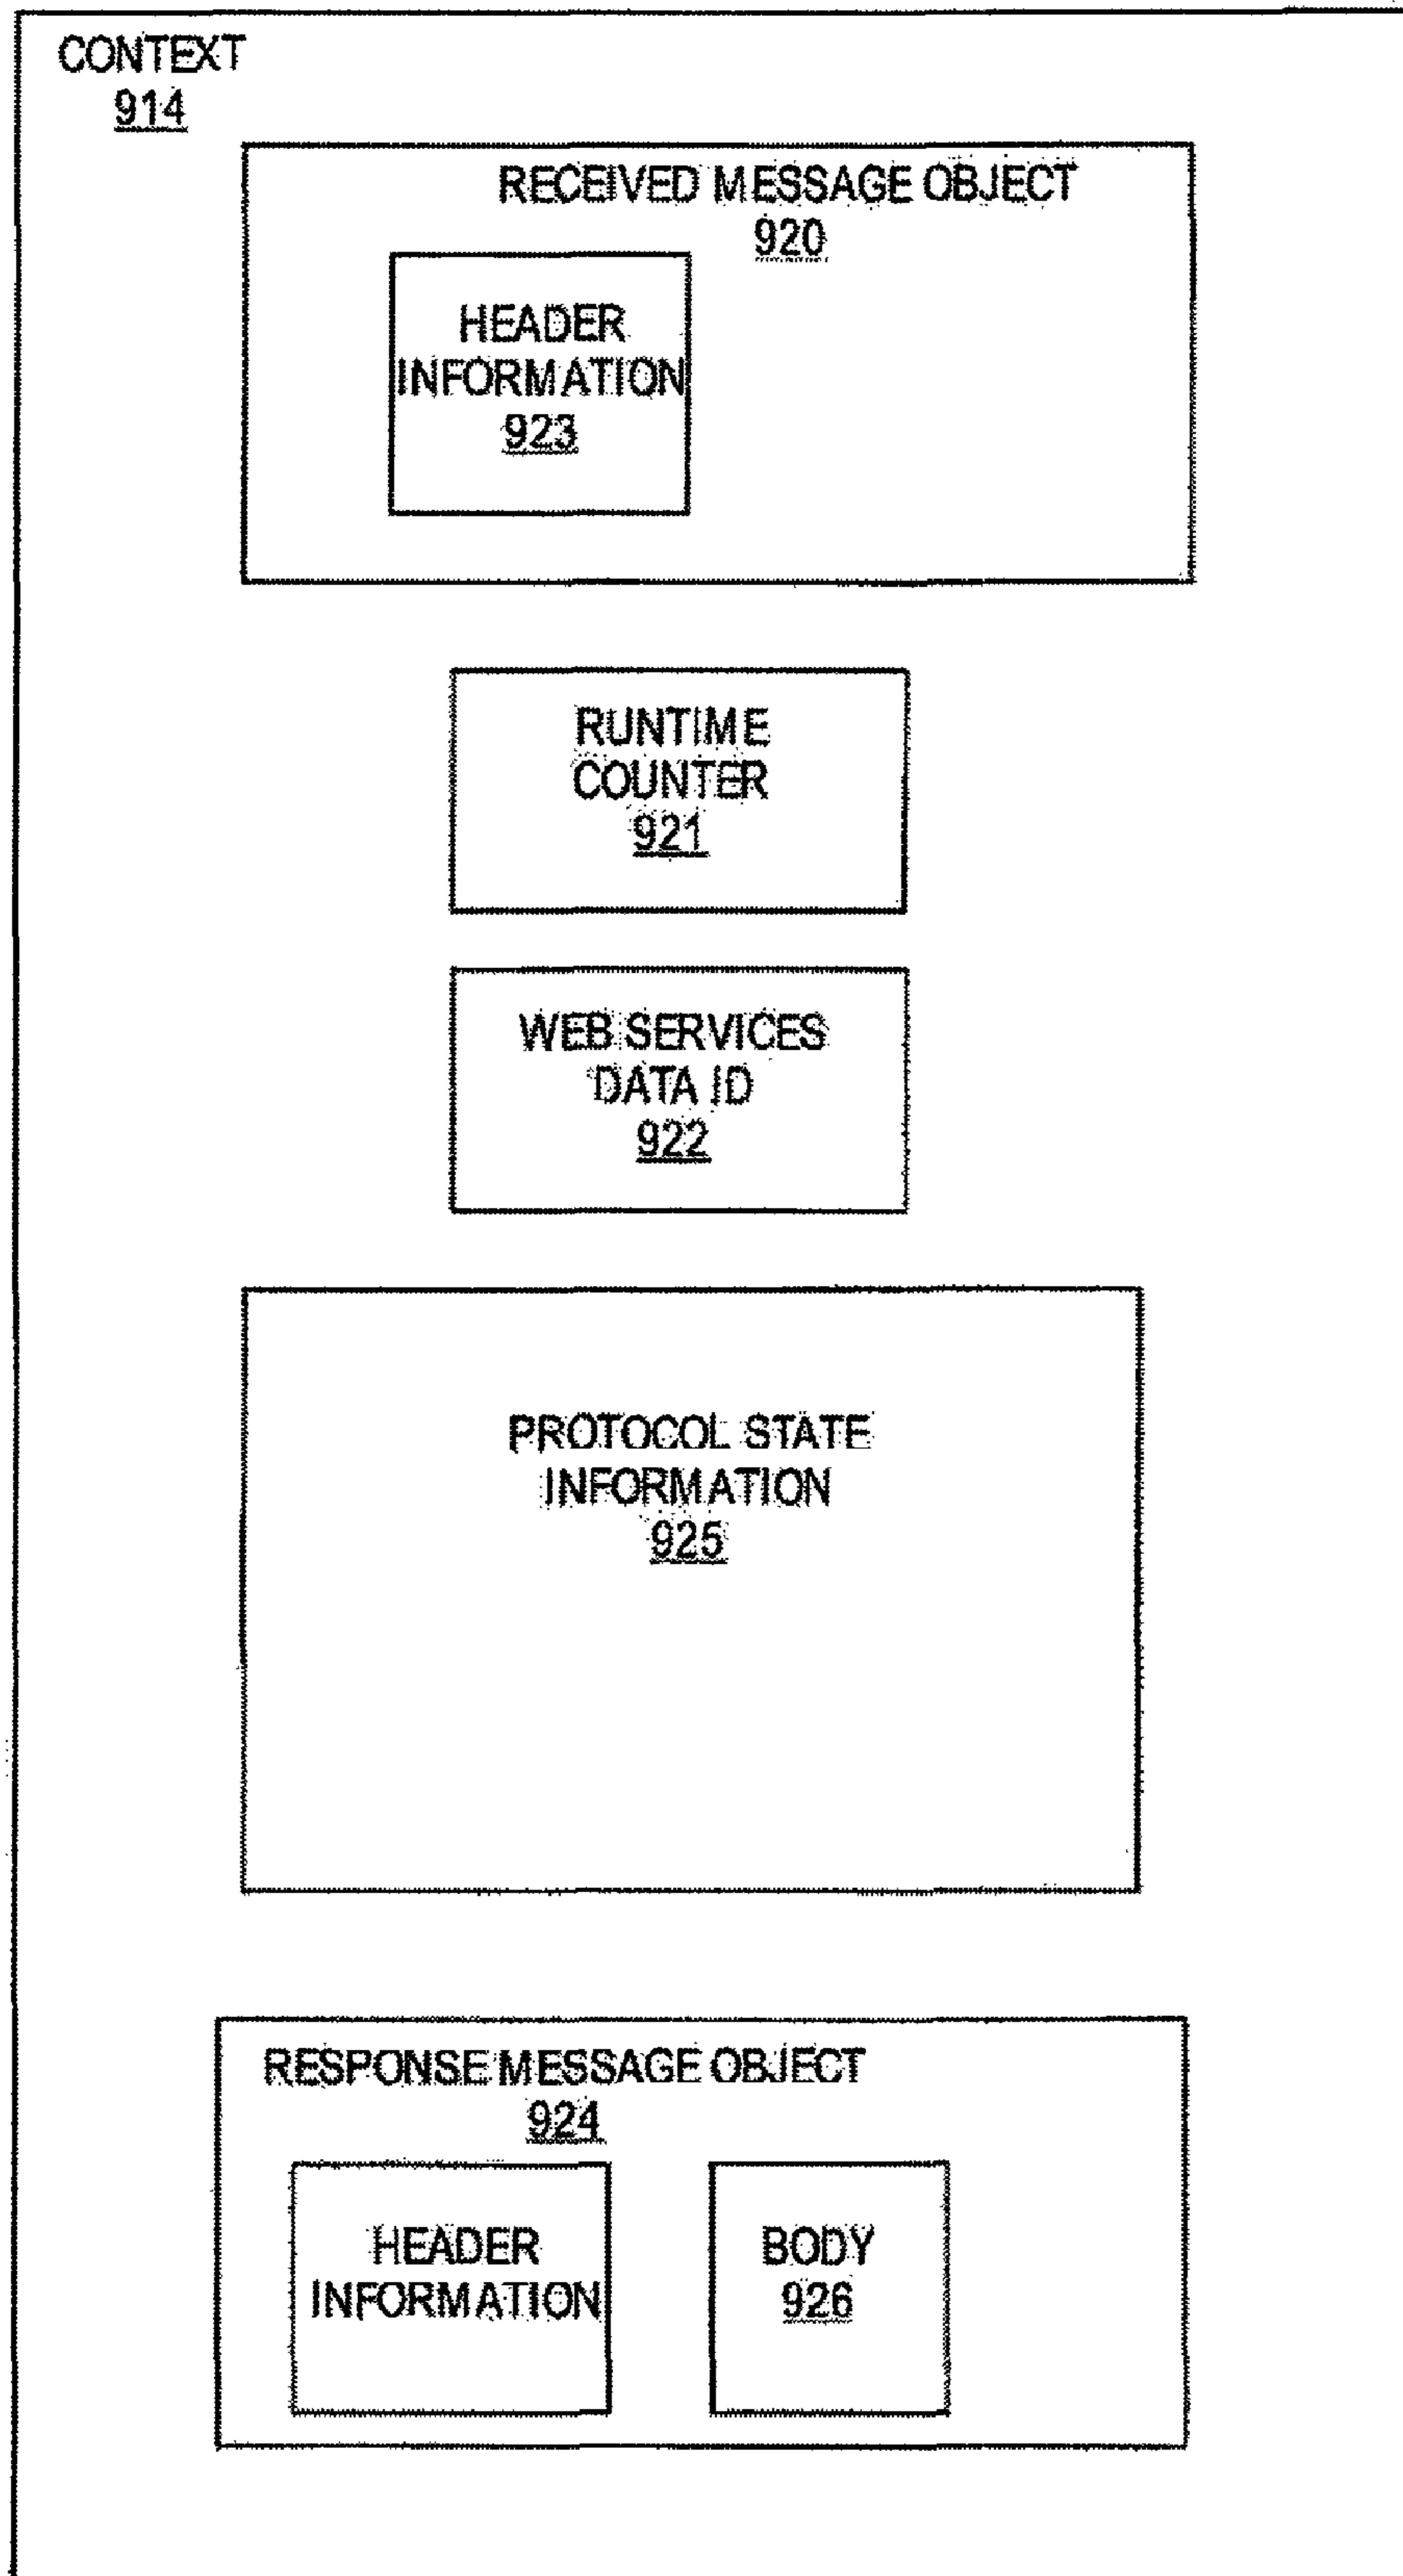 CONTEXT
914
RECEIVED MESSAGE OBJECT
920
HEADER
INFORMATION
923
RUNTIME
COUNTER
921
WEB SERVICES
DATA ID
922
PROTOCOL STATE
INFORMATION
925
RESPONSE MESSAGE OBJECT
924
HEADER
INFORMATION
BODY
926